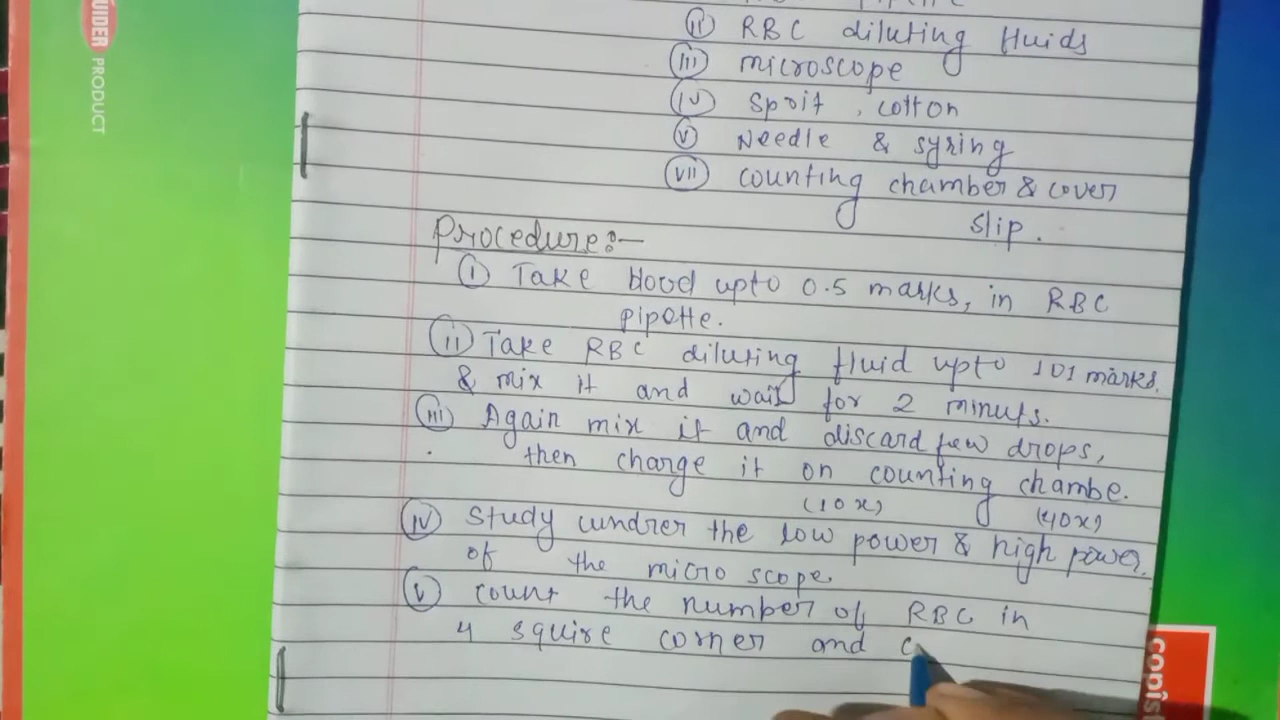 UIDER PRODUCT
(ii) RBC diluting fluids
(iii) microscope
(iv) Sprit, cotton
(v) Needle & syring
(vii) counting chamber & cover
slip.
Procedure:-
(i) Take blood upto 0.5 marks, in RBC
pipette.
(ii) Take RBC diluting fluid upto 101 marks.
& mix it and wait for 2 minuts.
(iii) Again mix it and discard few drops,
then charge it on counting chambe.
(10x) (40x)
(iv) Study undrer the low power & high power.
of the micro scope.
(v) count the number of RBC in
4 squire corner and
copis